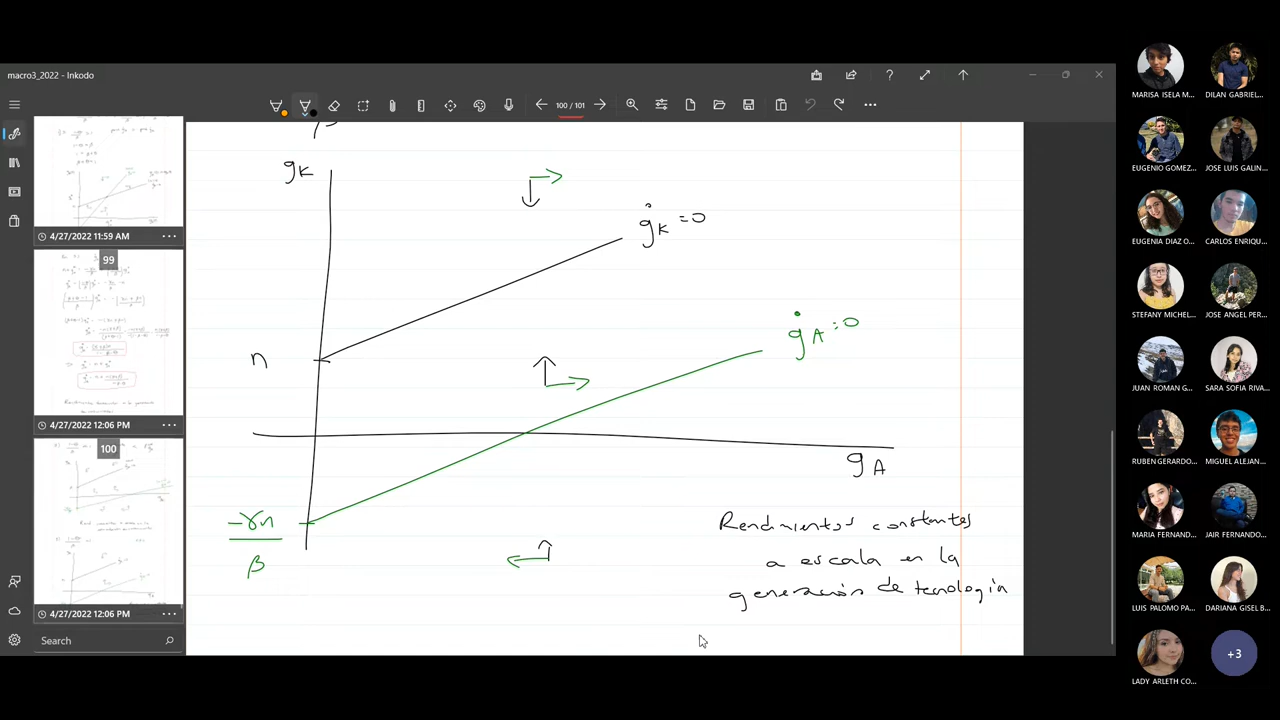 macro3_2022 - Inkodo
100 / 101
4/27/2022 11:59 AM
99
4/27/2022 12:06 PM
100
4/27/2022 12:06 PM
Search
gK
ġK = 0
n
ġA = 0
gA
-γn
β
Rendimientos constantes
a escala en la
generación de tecnología
MARISA ISELA M...
DILAN GABRIEL...
EUGENIO GOMEZ...
JOSE LUIS GALIN...
EUGENIA DIAZ O...
CARLOS ENRIQU...
STEFANY MICHEL...
JOSE ANGEL PER...
JUAN ROMAN G...
SARA SOFIA RIVA...
RUBEN GERARDO...
MIGUEL ALEJAN...
MARIA FERNAND...
JAIR FERNANDO...
LUIS PALOMO PA...
DARIANA GISEL B...
LADY ARLETH CO...
+3